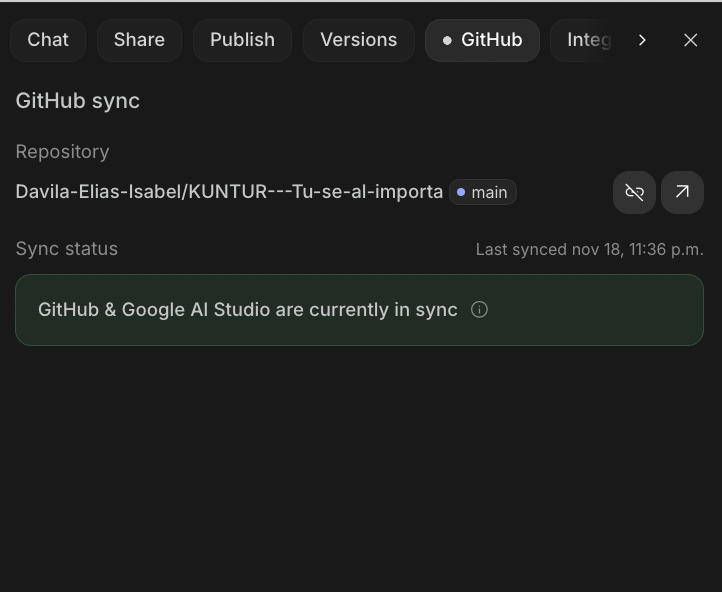 Chat Share Publish Versions GitHub Integ
GitHub sync
Repository
Davila-Elias-Isabel/KUNTUR---Tu-se-al-importa main
Sync status Last synced nov 18, 11:36 p.m.
GitHub & Google AI Studio are currently in sync